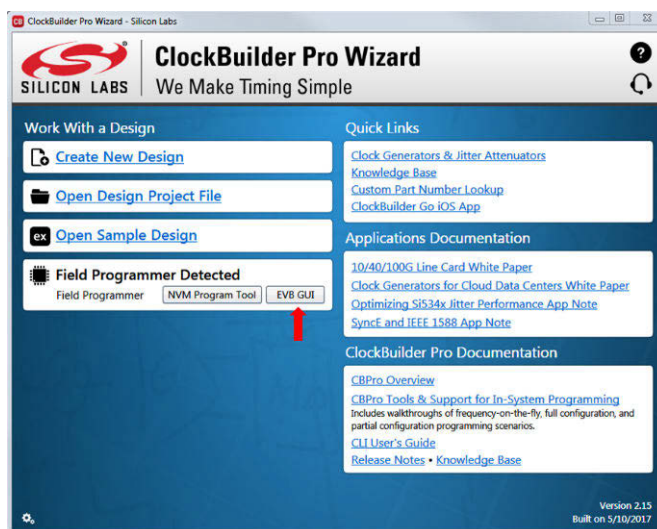 CB ClockBuilder Pro Wizard - Silicon Labs
SILICON LABS
ClockBuilder Pro Wizard
We Make Timing Simple
?
Work With a Design
Create New Design
Open Design Project File
ex Open Sample Design
Field Programmer Detected
Field Programmer NVM Program Tool EVB GUI
Quick Links
Clock Generators & Jitter Attenuators
Knowledge Base
Custom Part Number Lookup
ClockBuilder Go iOS App
Applications Documentation
10/40/100G Line Card White Paper
Clock Generators for Cloud Data Centers White Paper
Optimizing Si534x Jitter Performance App Note
SyncE and IEEE 1588 App Note
ClockBuilder Pro Documentation
CBPro Overview
CBPro Tools & Support for In-System Programming
Includes walkthroughs of frequency-on-the-fly, full configuration, and
partial configuration programming scenarios.
CLI User's Guide
Release Notes • Knowledge Base
Version 2.15
Built on 5/10/2017